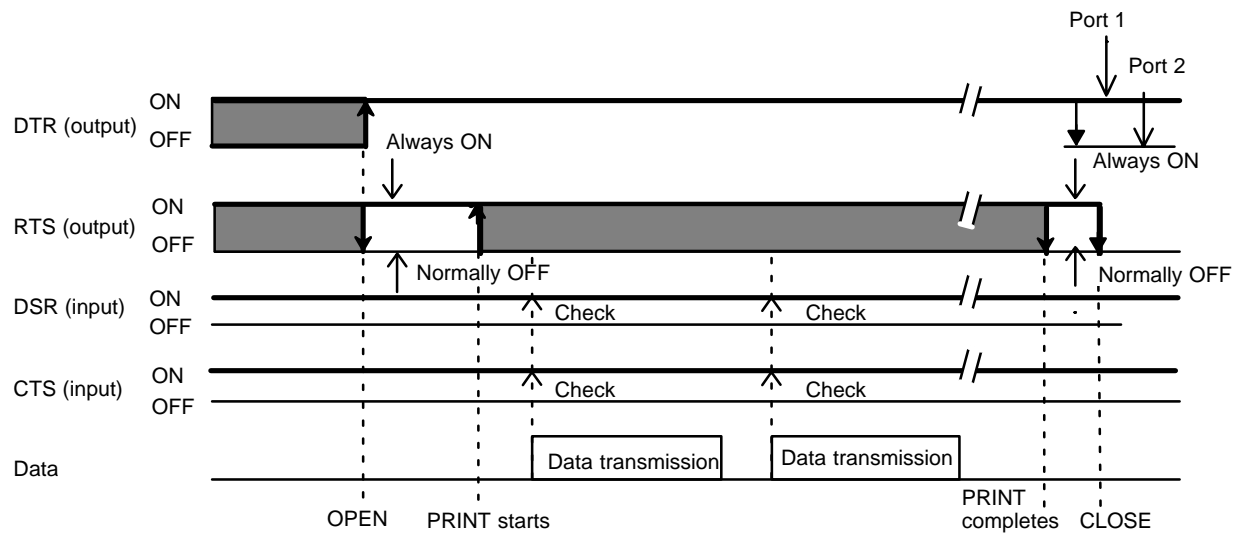 Port 1
Port 2
ON
DTR (output)
OFF
Always ON
Always ON
ON
RTS (output)
OFF
Normally OFF
Normally OFF
ON
DSR (input)
Check
Check
OFF
ON
CTS (input)
Check
Check
OFF
Data
Data transmission
Data transmission
OPEN
PRINT starts
PRINT
completes
CLOSE